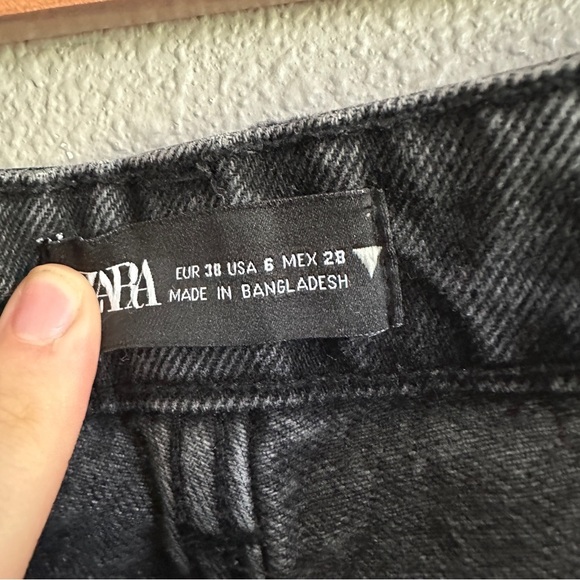 ZARA
EUR 38 USA 6 MEX 28
MADE IN BANGLADESH